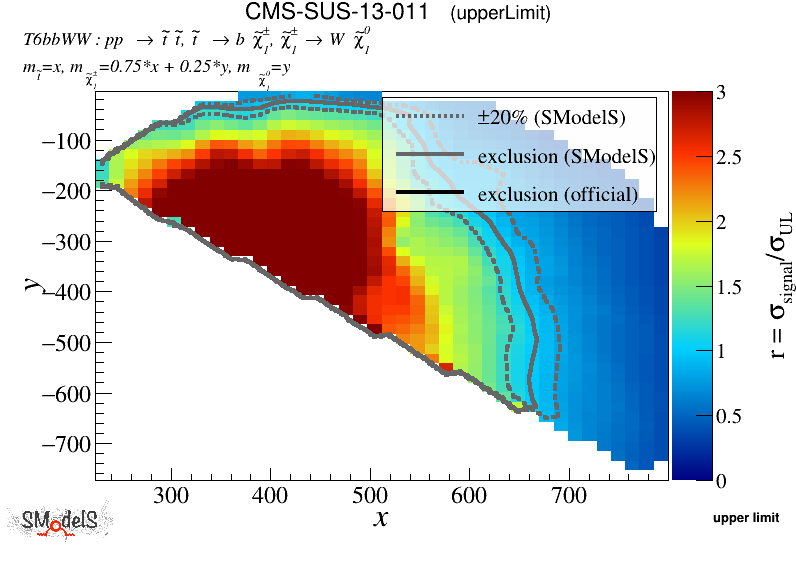 CMS-SUS-13-011 (upperLimit)
T6bbWW : pp → t̃ t̃, t̃ → b χ̃₁±, χ̃₁± → W χ̃₁⁰
m_t̃=x, m_χ̃₁±=0.75*x + 0.25*y, m_χ̃₁⁰=y
±20% (SModelS)
exclusion (SModelS)
exclusion (official)
−100
−200
−300
−400
−500
−600
−700
y
300 400 500 600 700
x
3
2.5
2
1.5
1
0.5
0
r = σ_signal/σ_UL
SModelS
upper limit